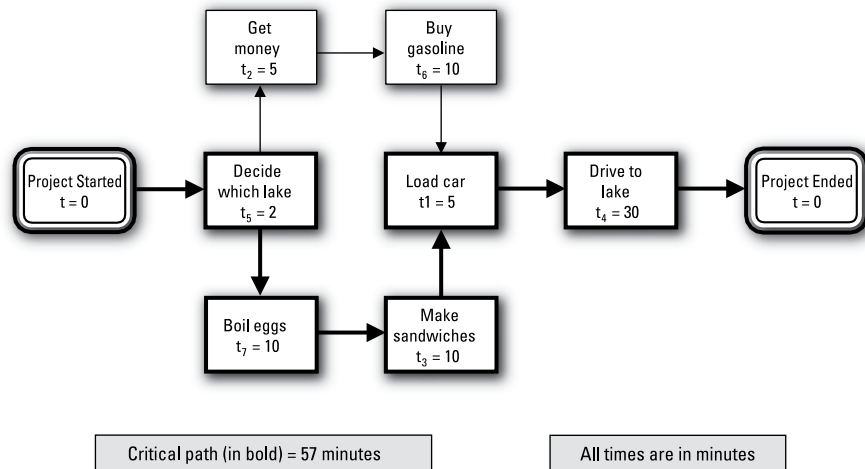 Get
money
t₂ = 5
Buy
gasoline
t₆ = 10
Project Started
t = 0
Decide
which lake
t₅ = 2
Load car
t1 = 5
Drive to
lake
t₄ = 30
Project Ended
t = 0
Boil eggs
t₇ = 10
Make
sandwiches
t₃ = 10
Critical path (in bold) = 57 minutes
All times are in minutes